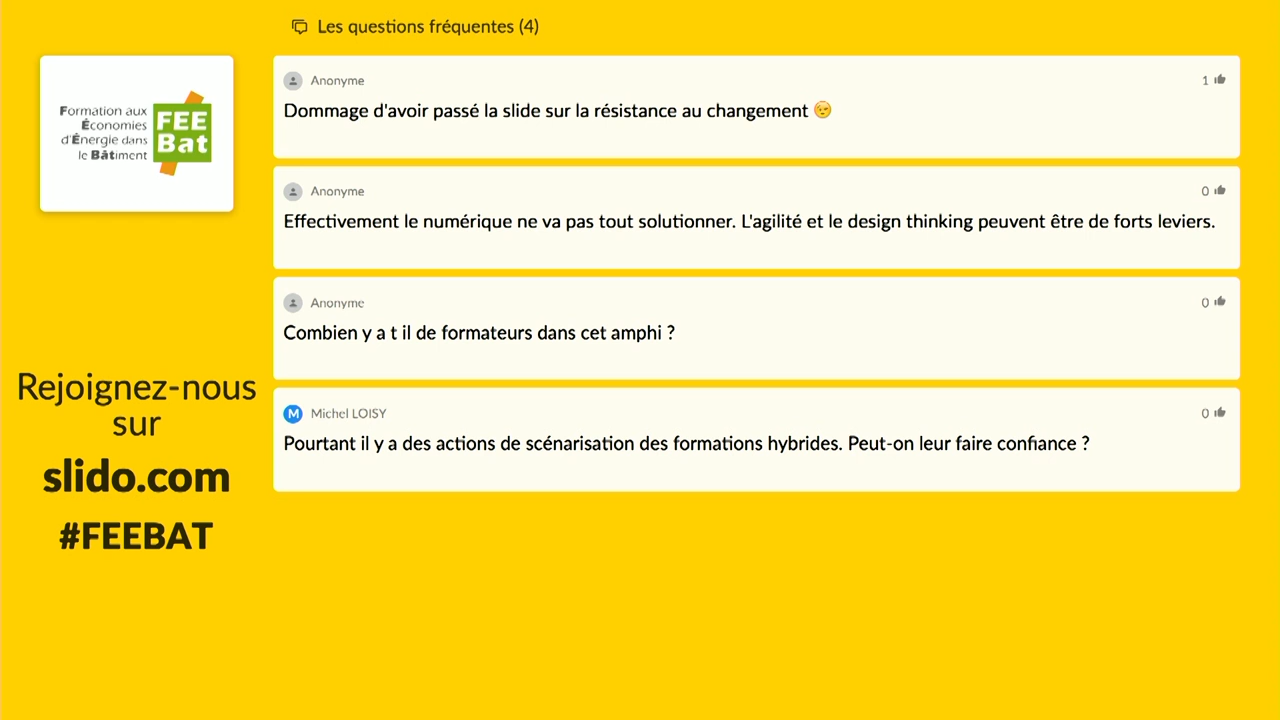 Les questions fréquentes (4)
Formation aux
Économies
d'Énergie dans
le Bâtiment
FEE
Bat
Anonyme
1
Dommage d'avoir passé la slide sur la résistance au changement 😉
Anonyme
0
Effectivement le numérique ne va pas tout solutionner. L'agilité et le design thinking peuvent être de forts leviers.
Anonyme
0
Combien y a t il de formateurs dans cet amphi ?
M
Michel LOISY
0
Pourtant il y a des actions de scénarisation des formations hybrides. Peut-on leur faire confiance ?
Rejoignez-nous
sur
slido.com
#FEEBAT